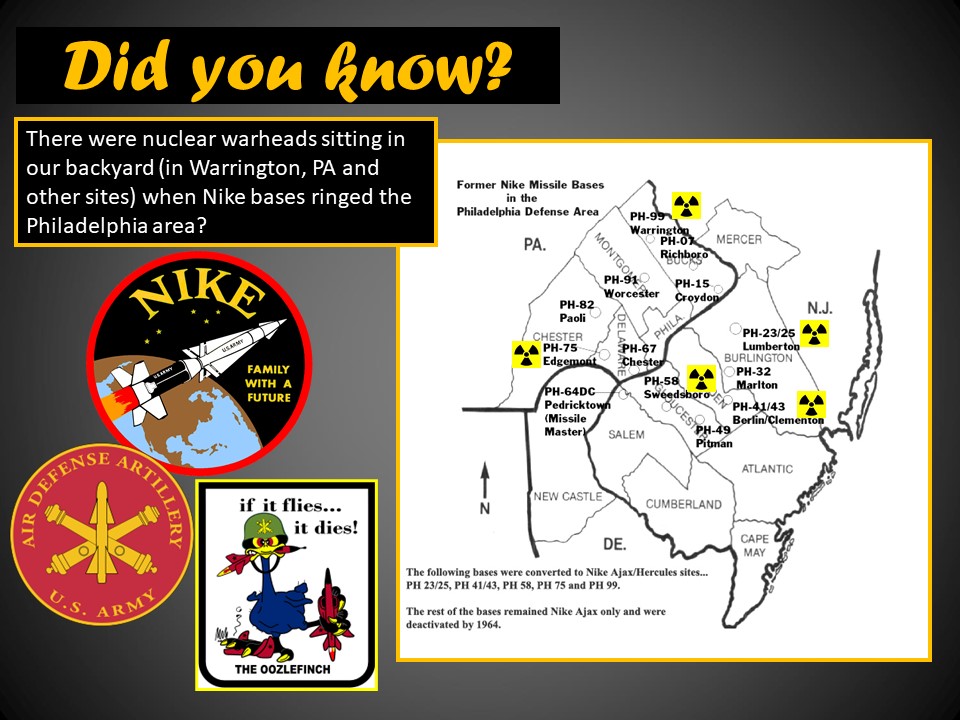 Did you know?
There were nuclear warheads sitting in
our backyard (in Warrington, PA and
other sites) when Nike bases ringed the
Philadelphia area?
NIKE
U.S. ARMY
U.S. ARMY
FAMILY
WITH A
FUTURE
AIR DEFENSE ARTILLERY
U.S. ARMY
if it flies...
it dies!
THE OOZLEFINCH
Former Nike Missile Bases
in the
Philadelphia Defense Area
PA.
PH-99
Warrington
PH-07
Richboro
BUCKS
MERCER
MONTGOMERY
PH-91
Worcester
PH-15
Croydon
PH-82
Paoli
N.J.
CHESTER
DELAWARE
PHILA
PH-23/25
Lumberton
BURLINGTON
PH-75
Edgemont
PH-67
Chester
PH-32
Marlton
PH-58
Swedsboro
DEN
PH-64DC
Pedricktown
(Missile
Master)
GLOUCESTER
PH-41/43
Berlin/Clementon
PH-49
Pitman
SALEM
ATLANTIC
N
NEW CASTLE
CUMBERLAND
CAPE
MAY
DE.
The following bases were converted to Nike Ajax/Hercules sites...
PH 23/25, PH 41/43, PH 58, PH 75 and PH 99.
The rest of the bases remained Nike Ajax only and were
deactivated by 1964.